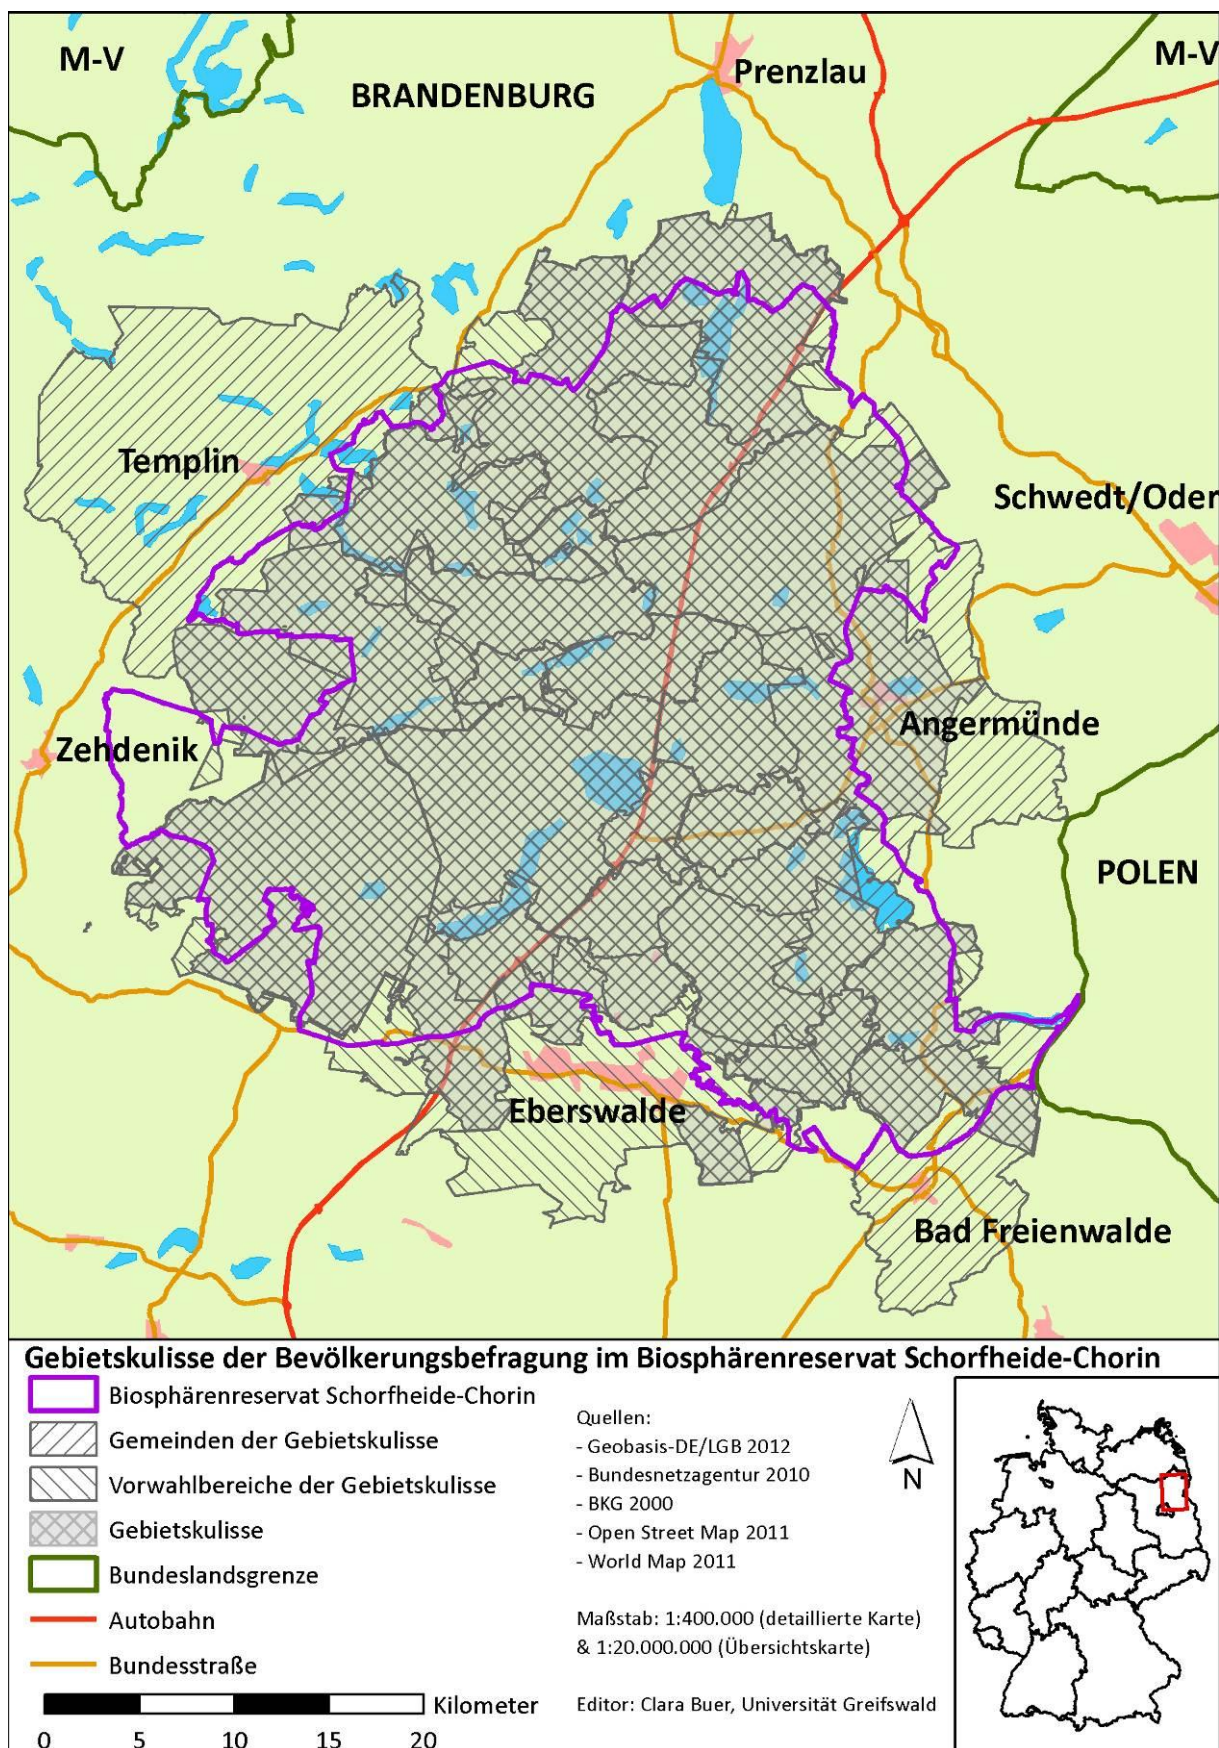 M-V
M-V
Prenzlau
BRANDENBURG
Templin
Schwedt/Oder
Angermünde
Zehdenik
POLEN
Eberswalde
Bad Freienwalde
Gebietskulisse der Bevölkerungsbefragung im Biosphärenreservat Schorfheide-Chorin
Biosphärenreservat Schorfheide-Chorin
Gemeinden der Gebietskulisse
Vorwahlbereiche der Gebietskulisse
Gebietskulisse
Bundeslandsgrenze
Autobahn
Bundesstraße
Kilometer
0 5 10 15 20
Quellen:
- Geobasis-DE/LGB 2012
- Bundesnetzagentur 2010
- BKG 2000
- Open Street Map 2011
- World Map 2011
Maßstab: 1:400.000 (detaillierte Karte)
& 1:20.000.000 (Übersichtskarte)
Editor: Clara Buer, Universität Greifswald
N